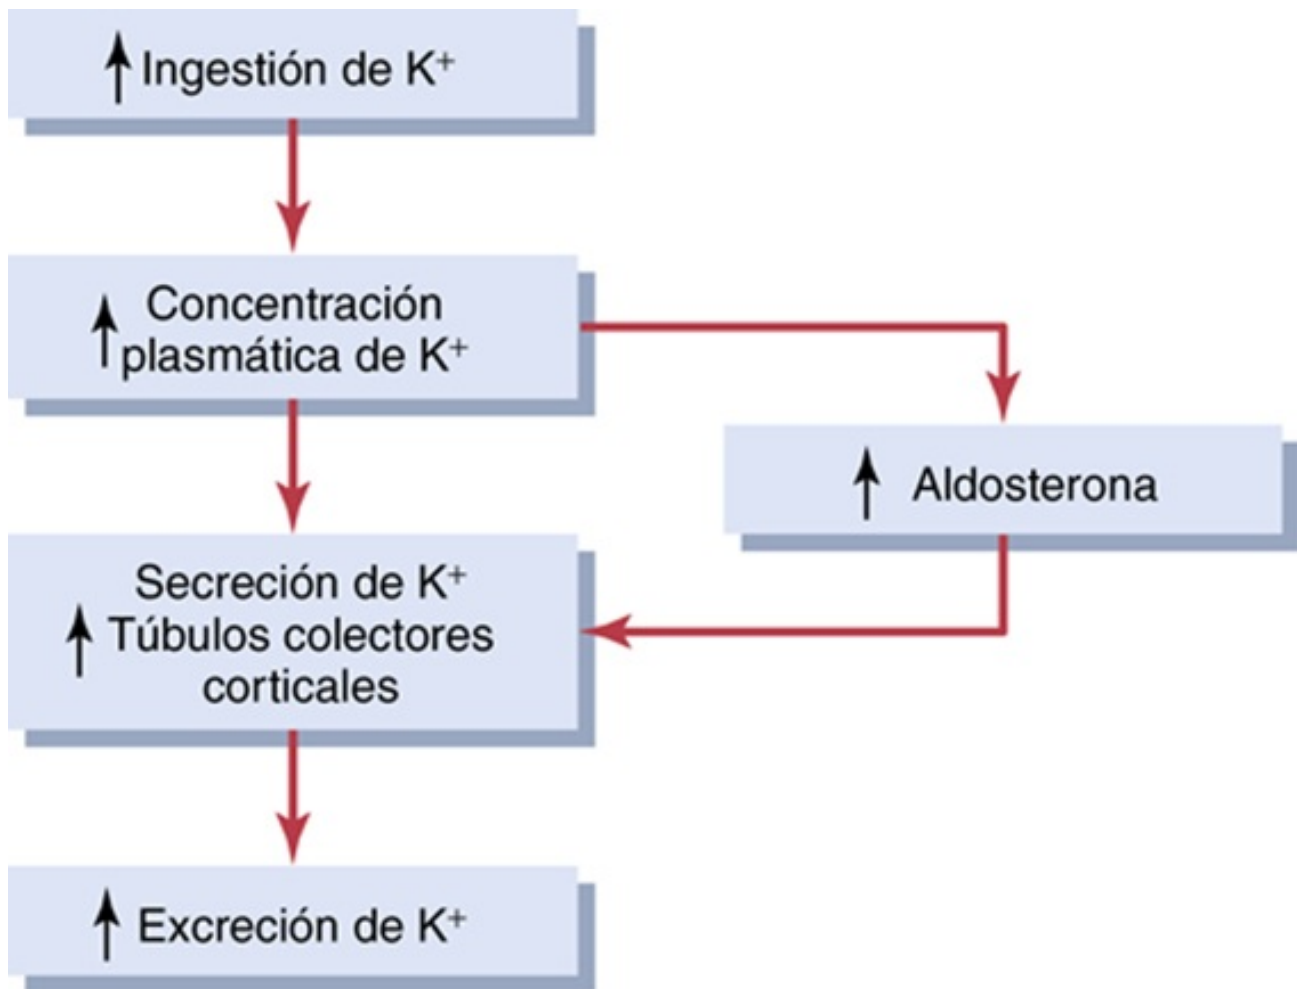 ↑ Ingestión de K⁺
Concentración
↑ plasmática de K⁺
↑ Aldosterona
Secreción de K⁺
↑ Túbulos colectores
corticales
↑ Excreción de K⁺